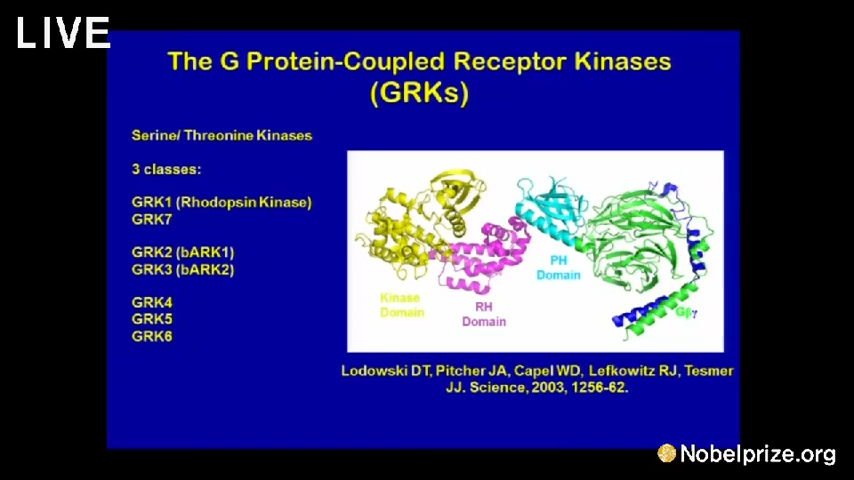 LIVE
The G Protein-Coupled Receptor Kinases
(GRKs)
Serine/ Threonine Kinases
3 classes:
GRK1 (Rhodopsin Kinase)
GRK7
GRK2 (bARK1)
GRK3 (bARK2)
GRK4
GRK5
GRK6
Kinase
Domain
RH
Domain
PH
Domain
Gβγ
Lodowski DT, Pitcher JA, Capel WD, Lefkowitz RJ, Tesmer
JJ. Science, 2003, 1256-62.
Nobelprize.org